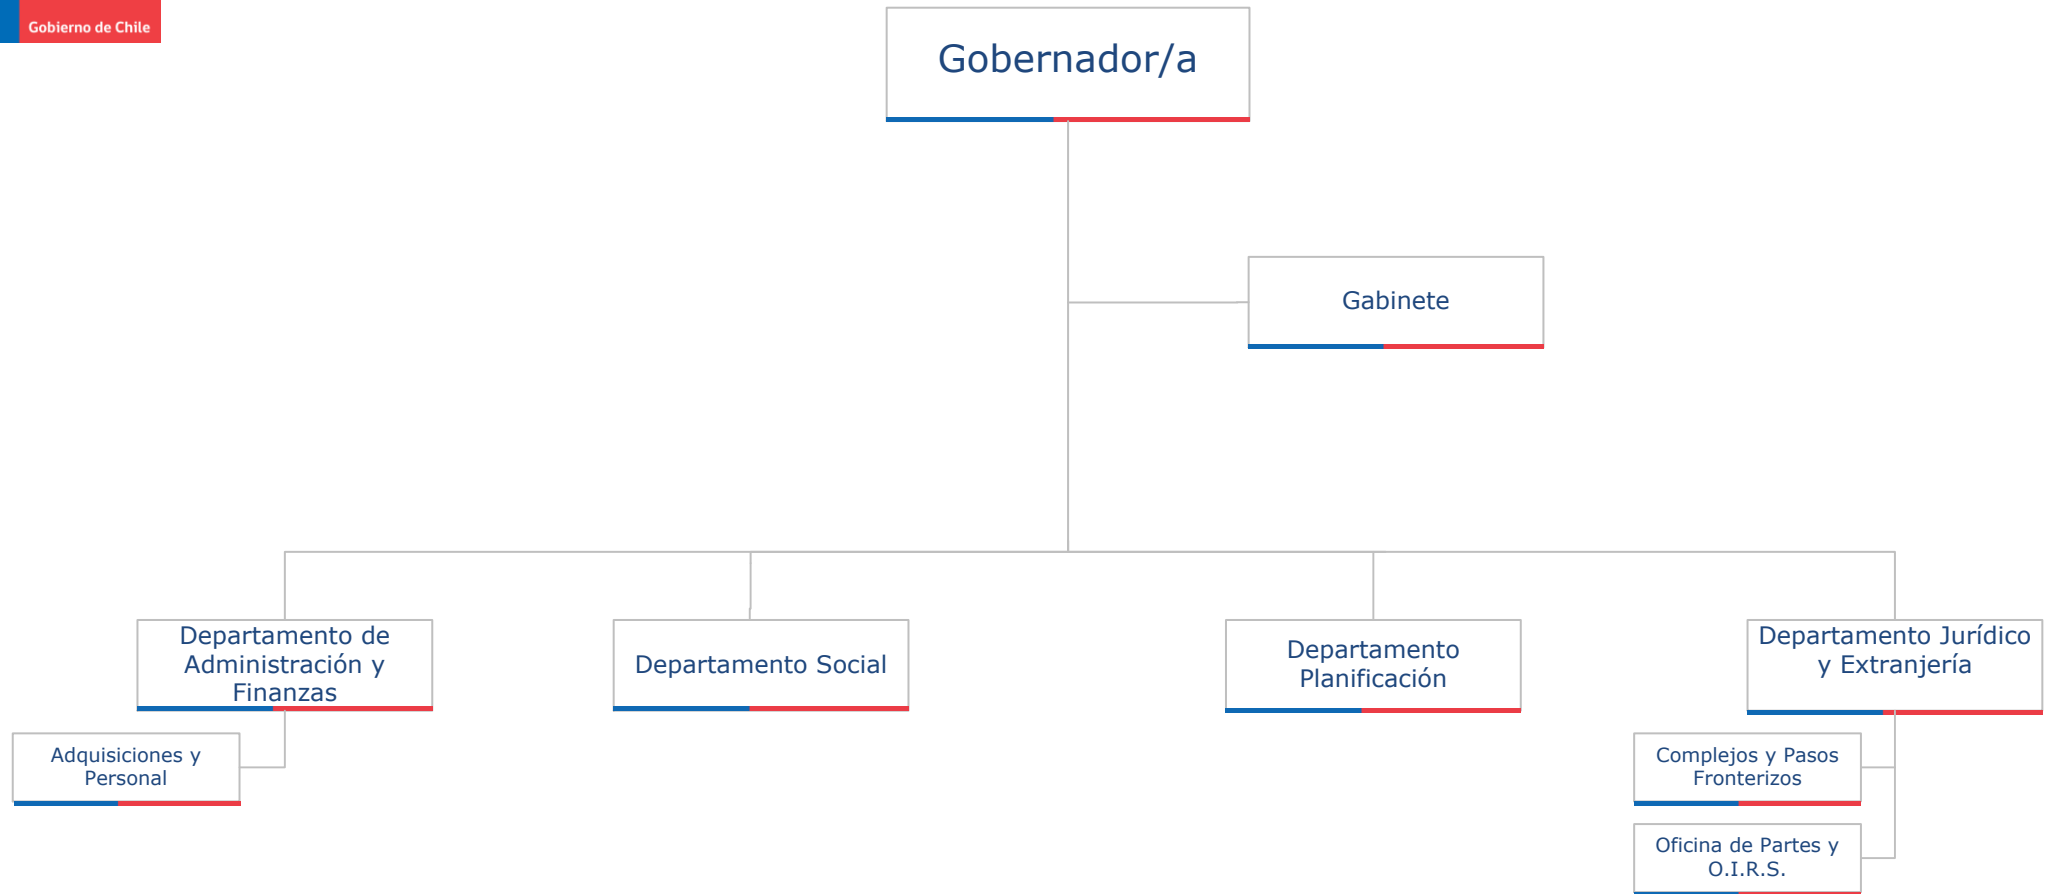 Gobierno de Chile
Gobernador/a
Gabinete
Departamento de
Administración y
Finanzas
Departamento Social
Departamento
Planificación
Departamento Jurídico
y Extranjería
Adquisiciones y
Personal
Complejos y Pasos
Fronterizos
Oficina de Partes y
O.I.R.S.